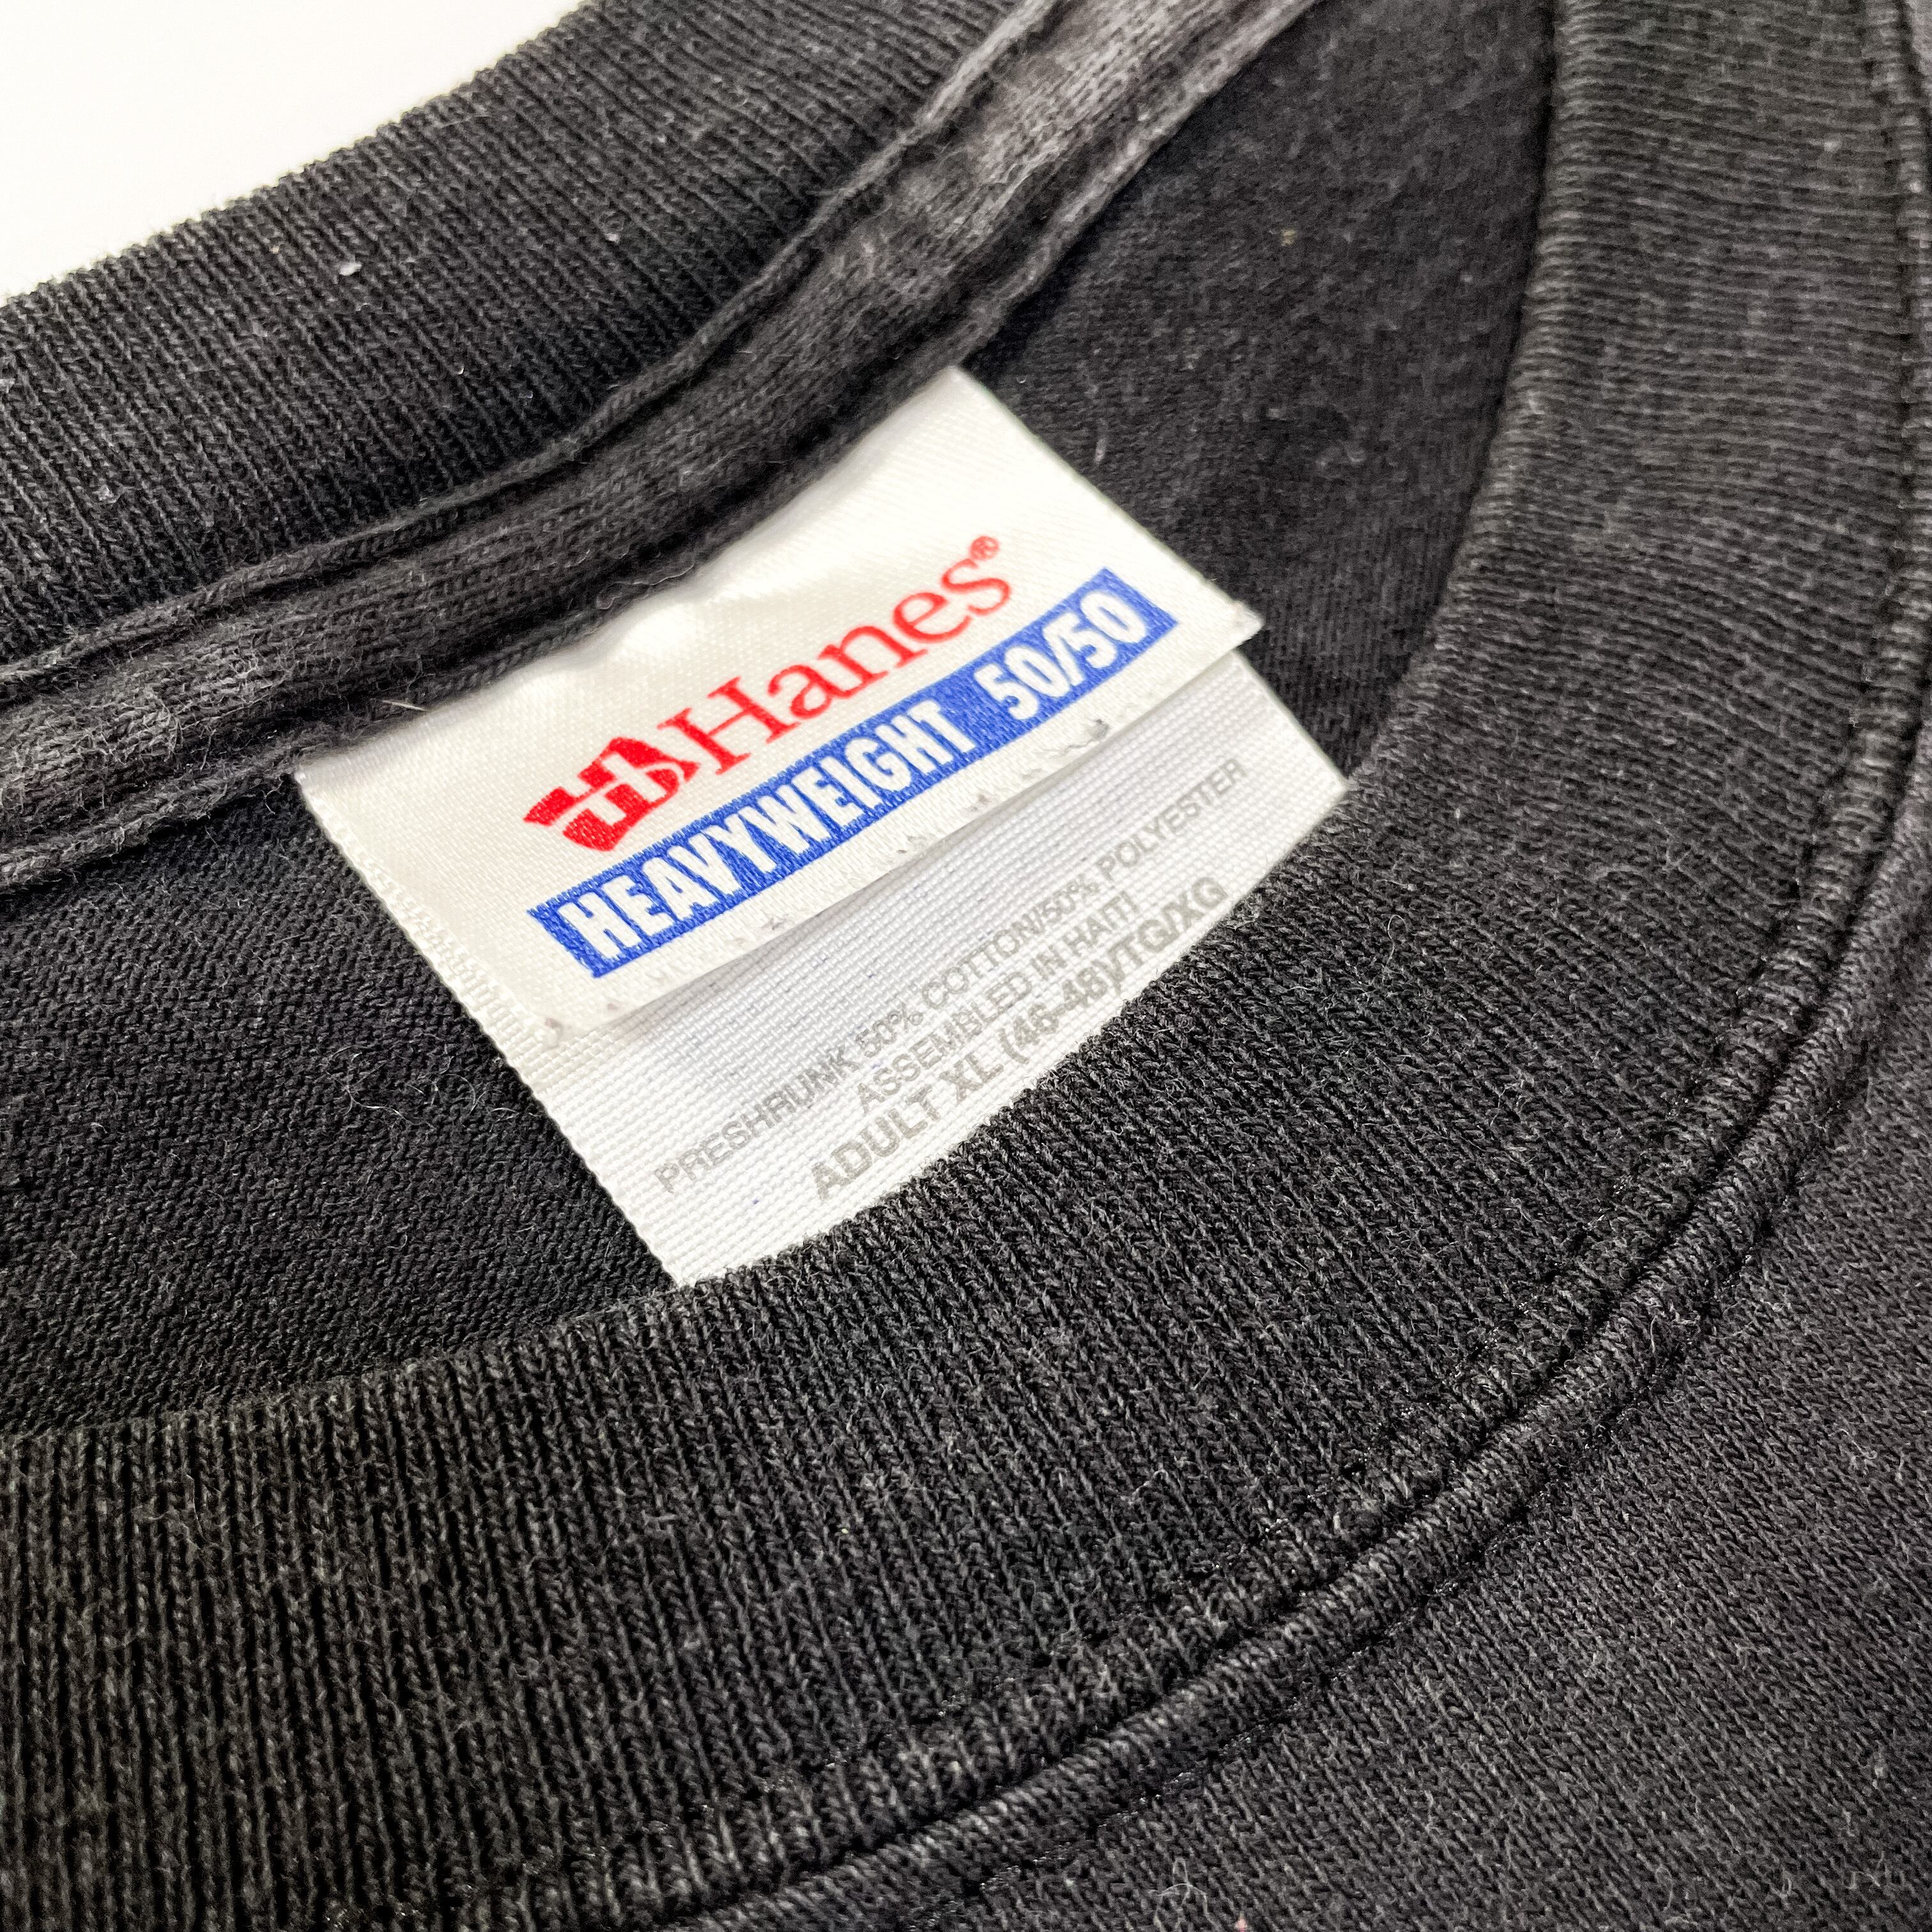 Hanes®
HEAVYWEIGHT 50/50
PRESHRUNK 50% COTTON/50% POLYESTER
ASSEMBLED IN HAITI
ADULT XL (46-48)/TG/XG